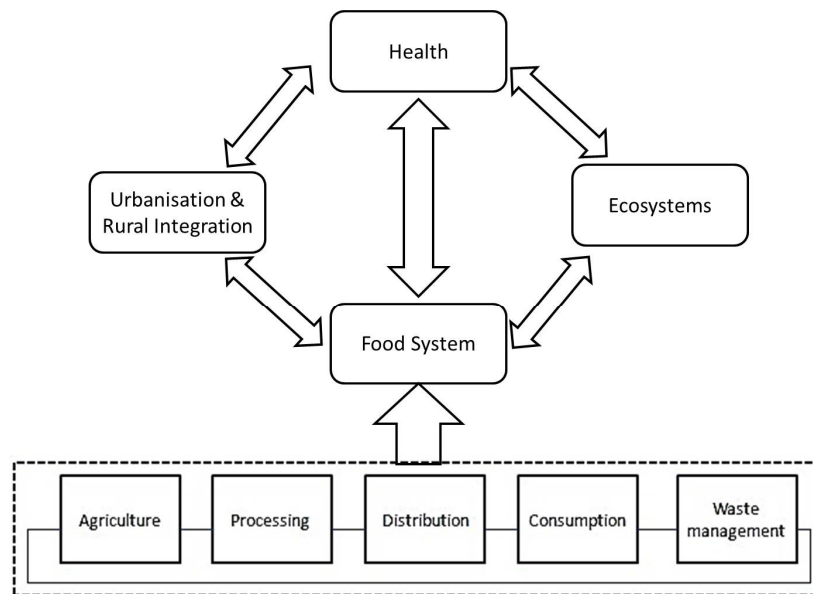 Health
Urbanisation &
Rural Integration
Ecosystems
Food System
Agriculture
Processing
Distribution
Consumption
Waste
management